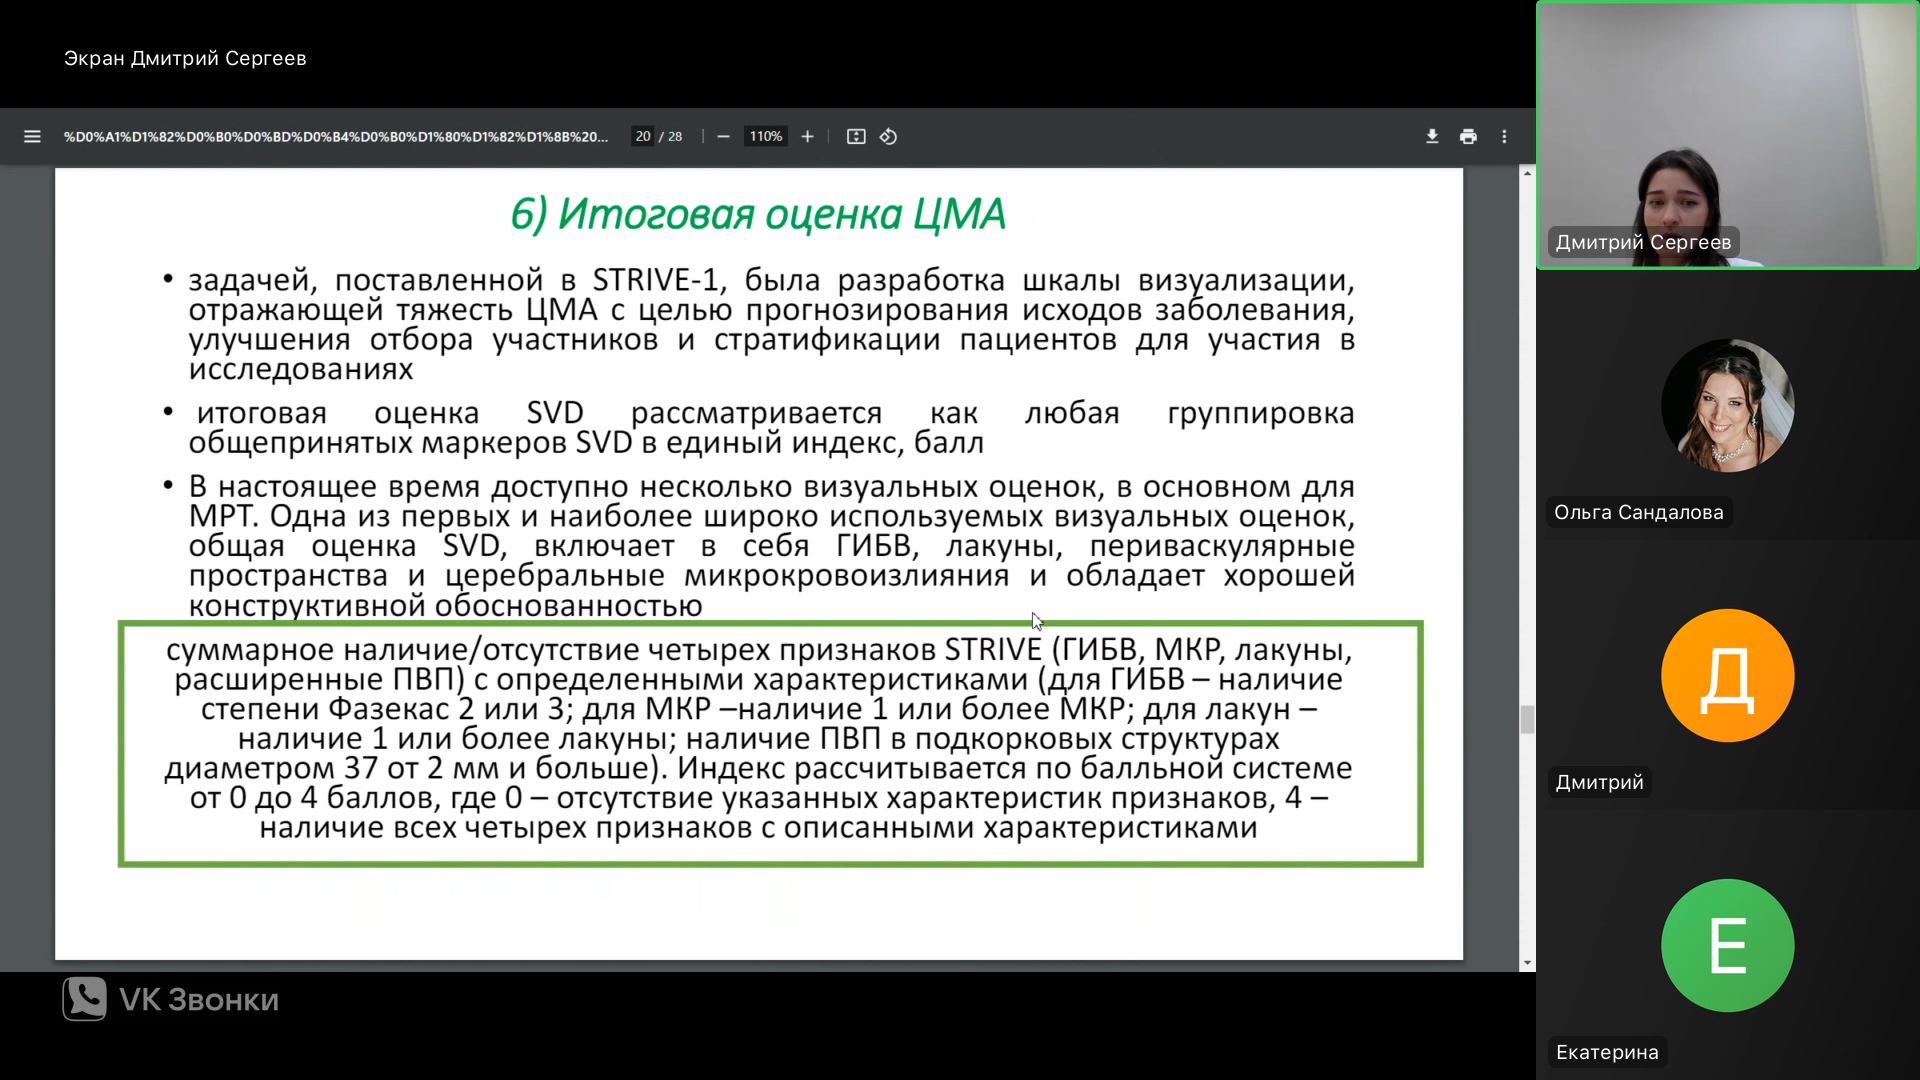 Экран Дмитрий Сергеев
%D0%A1%D1%82%D0%B0%D0%BD%D0%B4%D0%B0%D1%80%D1%82%D1%8B%20...
20 / 28
110%
6) Итоговая оценка ЦМА
• задачей, поставленной в STRIVE-1, была разработка шкалы визуализации,
отражающей тяжесть ЦМА с целью прогнозирования исходов заболевания,
улучшения отбора участников и стратификации пациентов для участия в
исследованиях
• итоговая оценка SVD рассматривается как любая группировка
общепринятых маркеров SVD в единый индекс, балл
• В настоящее время доступно несколько визуальных оценок, в основном для
МРТ. Одна из первых и наиболее широко используемых визуальных оценок,
общая оценка SVD, включает в себя ГИБВ, лакуны, периваскулярные
пространства и церебральные микрокровоизлияния и обладает хорошей
конструктивной обоснованностью
суммарное наличие/отсутствие четырех признаков STRIVE (ГИБВ, МКР, лакуны,
расширенные ПВП) с определенными характеристиками (для ГИБВ – наличие
степени Фазекас 2 или 3; для МКР –наличие 1 или более МКР; для лакун –
наличие 1 или более лакуны; наличие ПВП в подкорковых структурах
диаметром 37 от 2 мм и больше). Индекс рассчитывается по балльной системе
от 0 до 4 баллов, где 0 – отсутствие указанных характеристик признаков, 4 –
наличие всех четырех признаков с описанными характеристиками
VK Звонки
Дмитрий Сергеев
Ольга Сандалова
Д
Дмитрий
Е
Екатерина